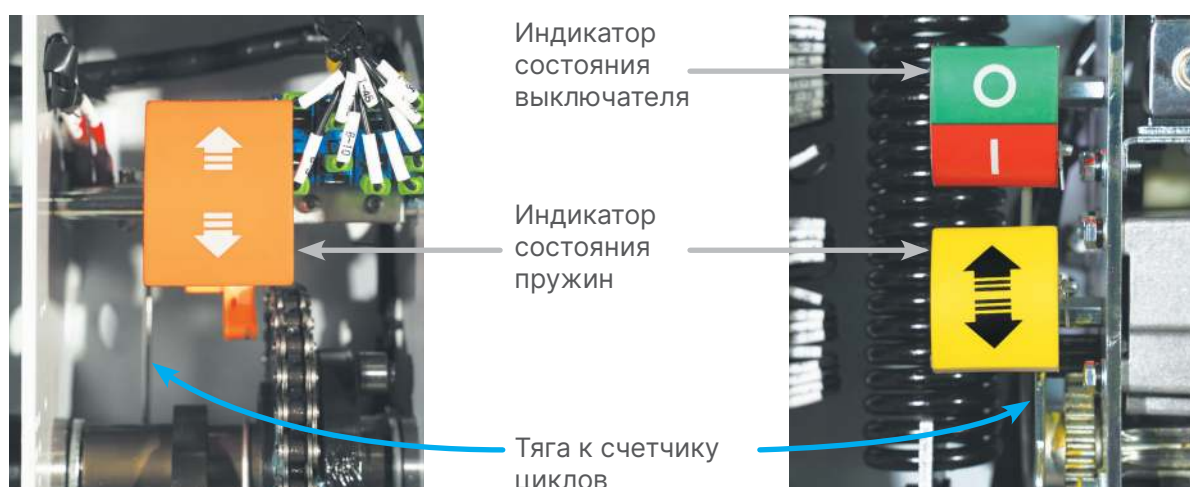 Индикатор
состояния
выключателя
Индикатор
состояния
пружин
Тяга к счетчику
циклов
O
I